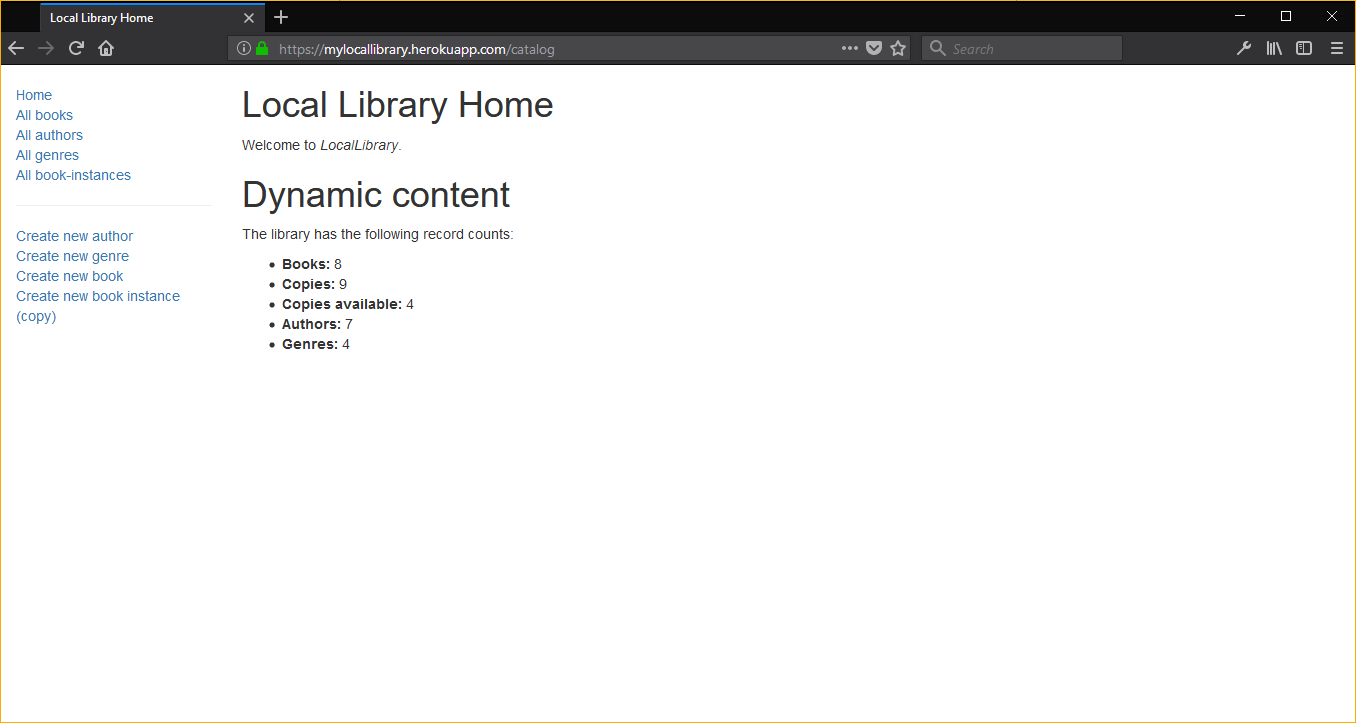 Local Library Home
https://mylocallibrary.herokuapp.com/catalog
Search
Home
All books
All authors
All genres
All book-instances
Create new author
Create new genre
Create new book
Create new book instance
(copy)
Local Library Home
Welcome to LocalLibrary.
Dynamic content
The library has the following record counts:
Books: 8
Copies: 9
Copies available: 4
Authors: 7
Genres: 4